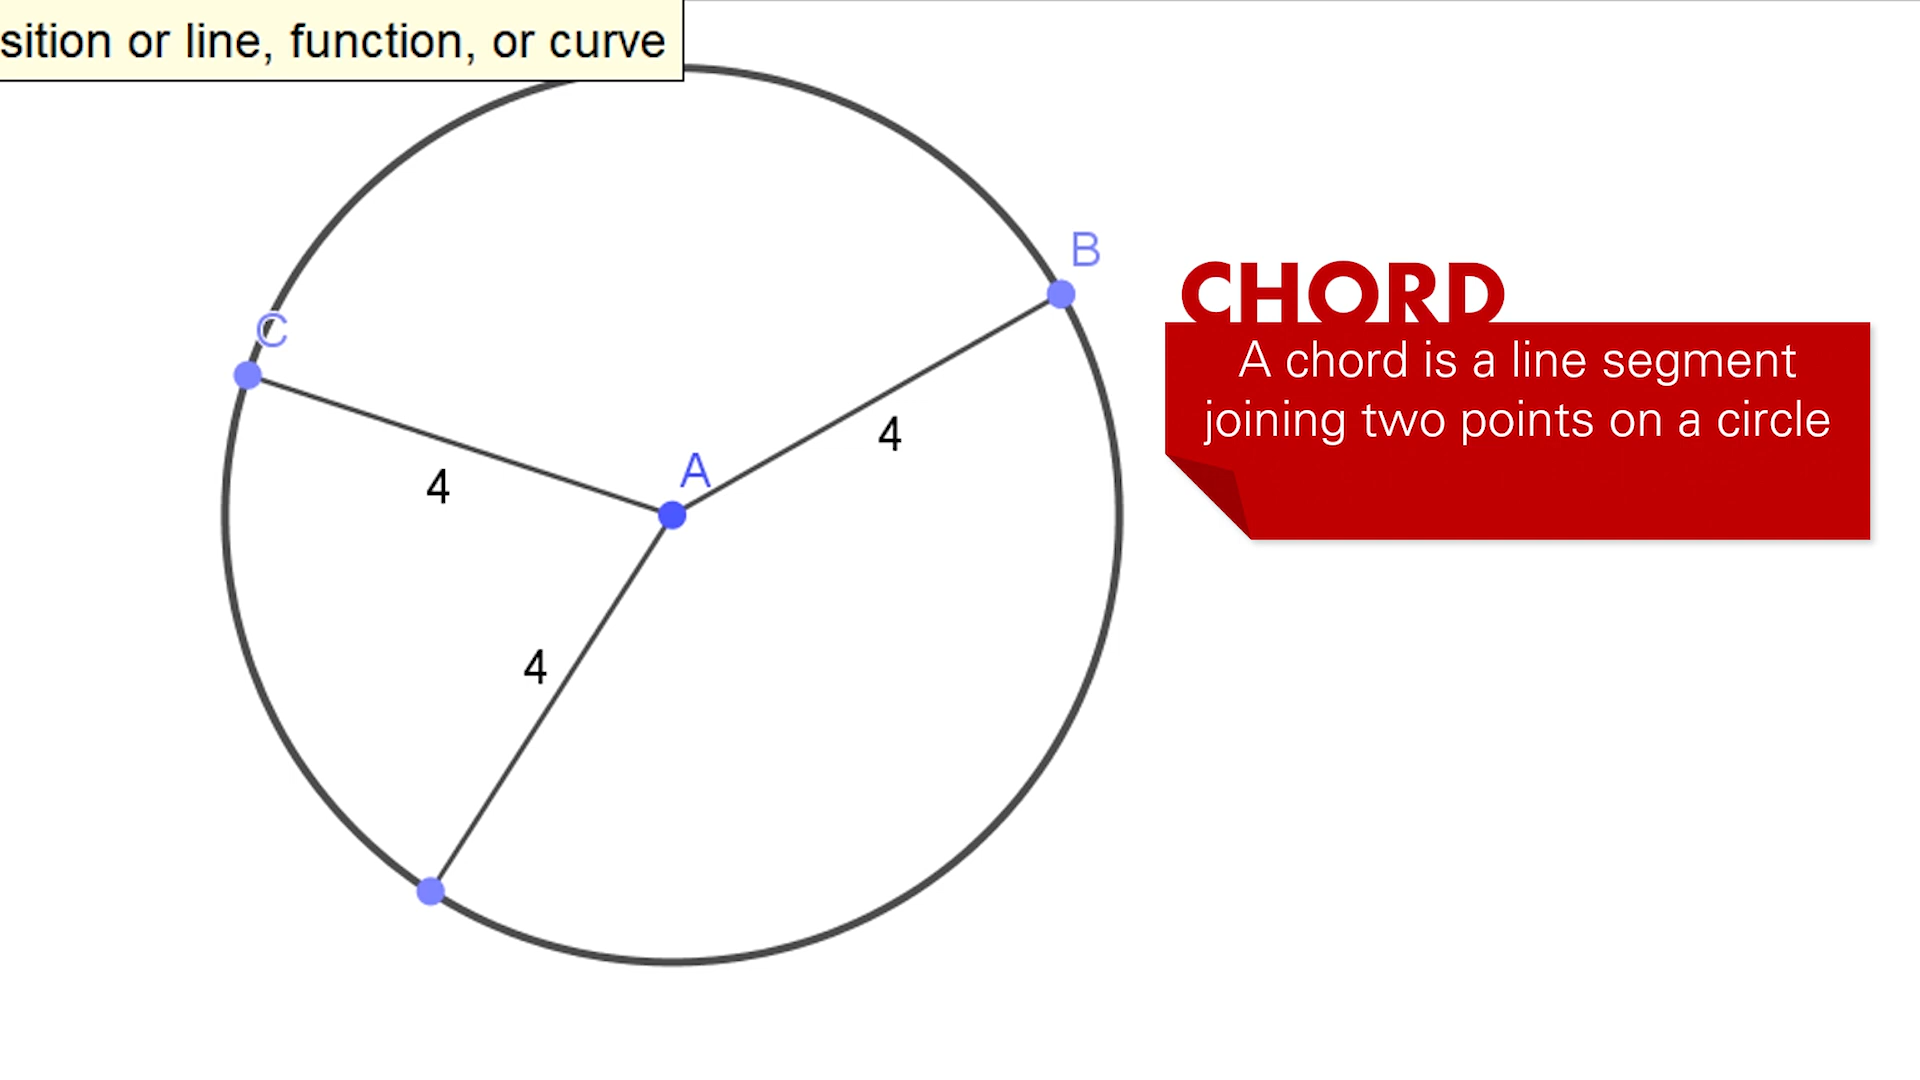 sition or line, function, or curve
B
C
CHORD
A chord is a line segment
joining two points on a circle
4
A
4
4